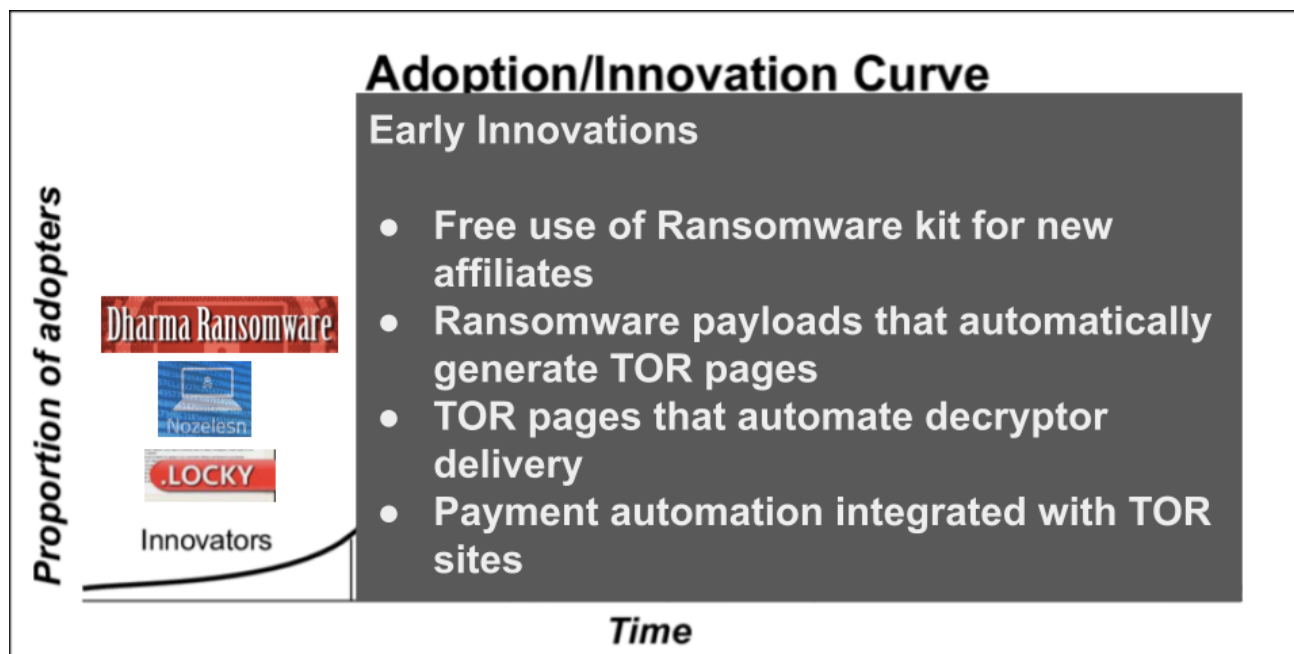 Adoption/Innovation Curve
Early Innovations
● Free use of Ransomware kit for new
affiliates
● Ransomware payloads that automatically
generate TOR pages
● TOR pages that automate decryptor
delivery
● Payment automation integrated with TOR
sites
Proportion of adopters
Dharma Ransomware
Nozelesn
.LOCKY
Innovators
Time